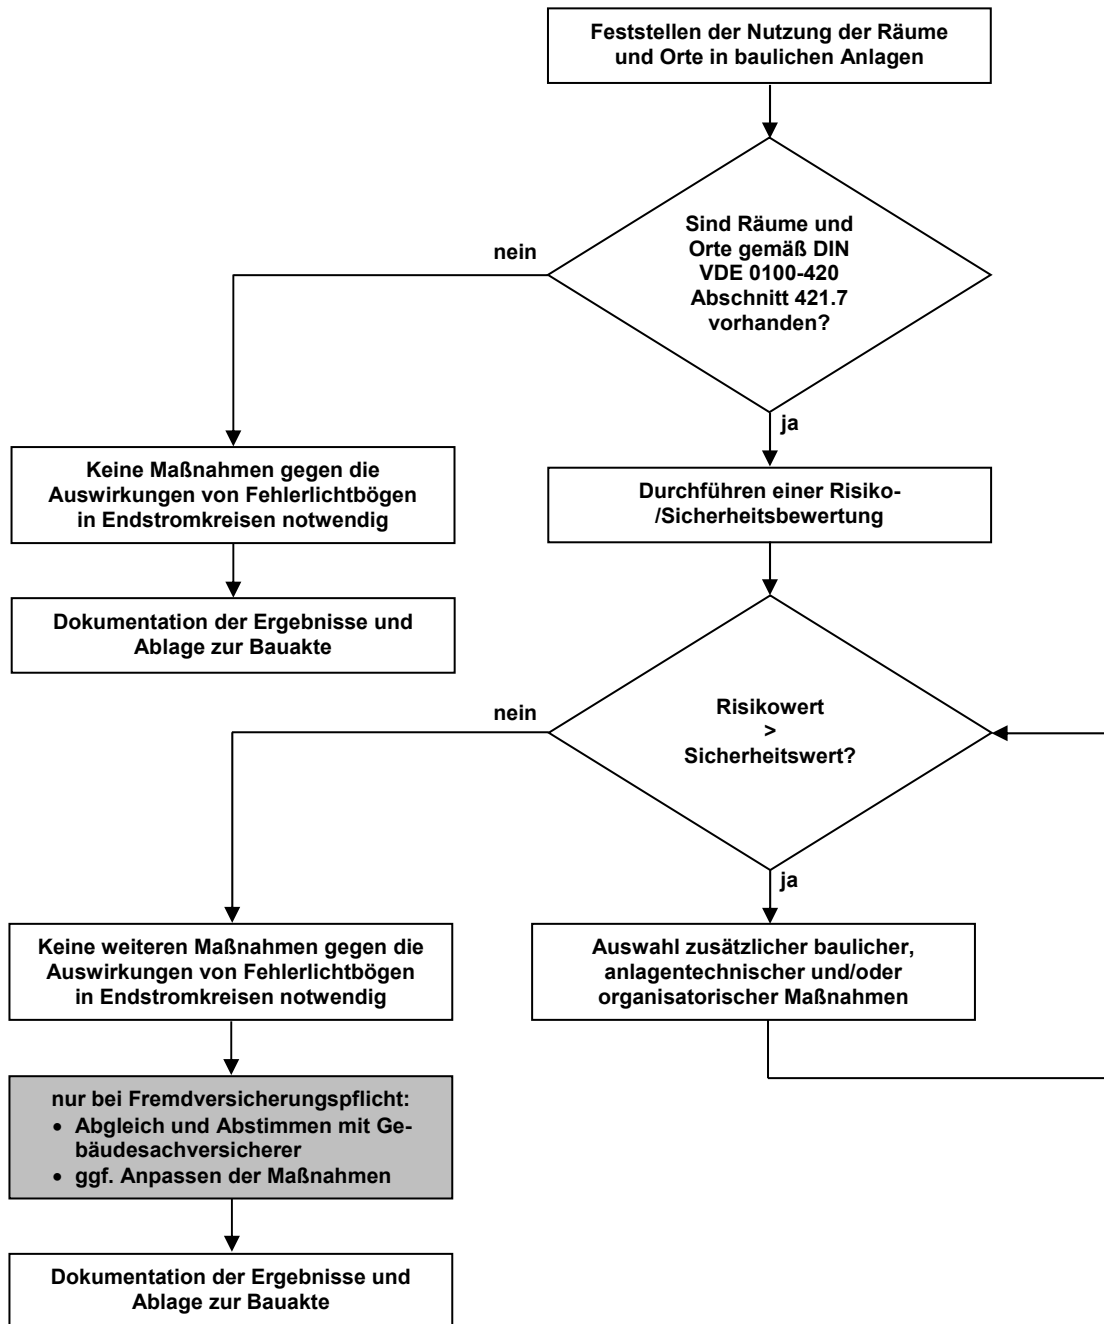 Feststellen der Nutzung der Räume
und Orte in baulichen Anlagen
Sind Räume und
Orte gemäß DIN
VDE 0100-420
Abschnitt 421.7
vorhanden?
nein
ja
Keine Maßnahmen gegen die
Auswirkungen von Fehlerlichtbögen
in Endstromkreisen notwendig
Durchführen einer Risiko-
/Sicherheitsbewertung
Dokumentation der Ergebnisse und
Ablage zur Bauakte
Risikowert
>
Sicherheitswert?
nein
ja
Keine weiteren Maßnahmen gegen die
Auswirkungen von Fehlerlichtbögen
in Endstromkreisen notwendig
Auswahl zusätzlicher baulicher,
anlagentechnischer und/oder
organisatorischer Maßnahmen
nur bei Fremdversicherungspflicht:
• Abgleich und Abstimmen mit Ge-
bäudesachversicherer
• ggf. Anpassen der Maßnahmen
Dokumentation der Ergebnisse und
Ablage zur Bauakte